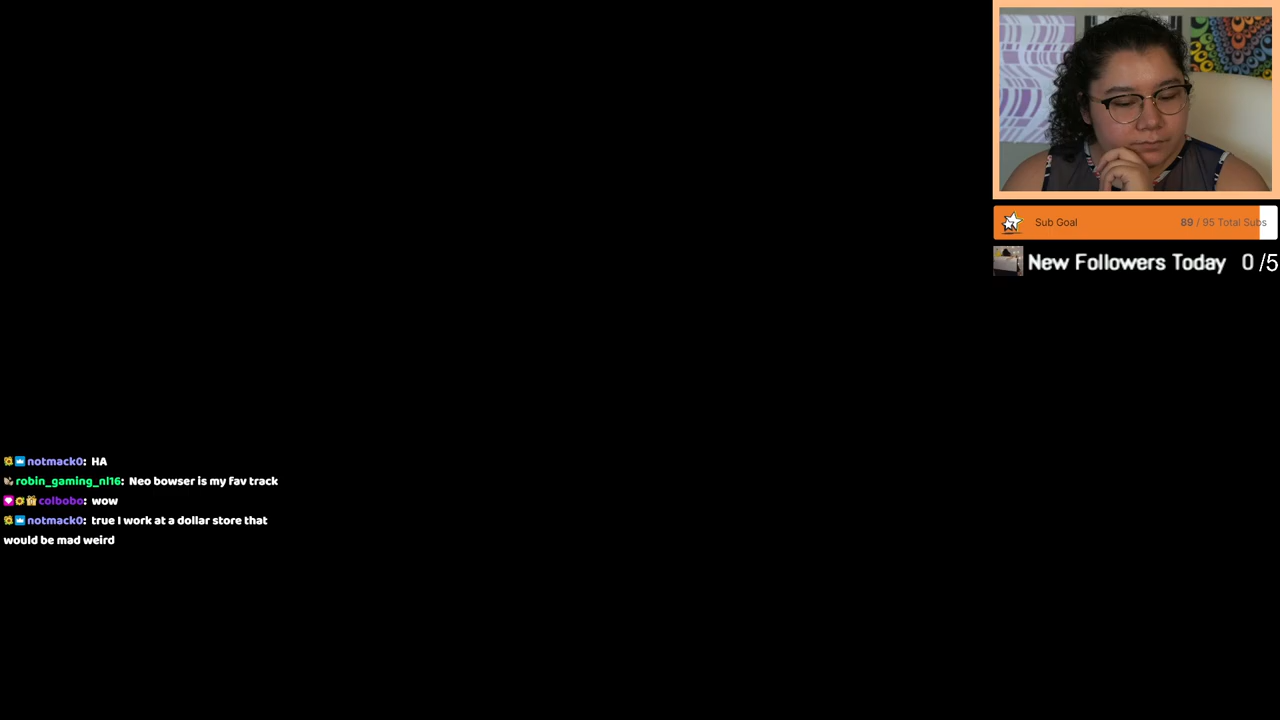 Sub Goal 89 / 95 Total Subs
New Followers Today 0 /5
notmack0: HA
robin_gaming_nl16: Neo bowser is my fav track
colbobo: wow
notmack0: true I work at a dollar store that
would be mad weird